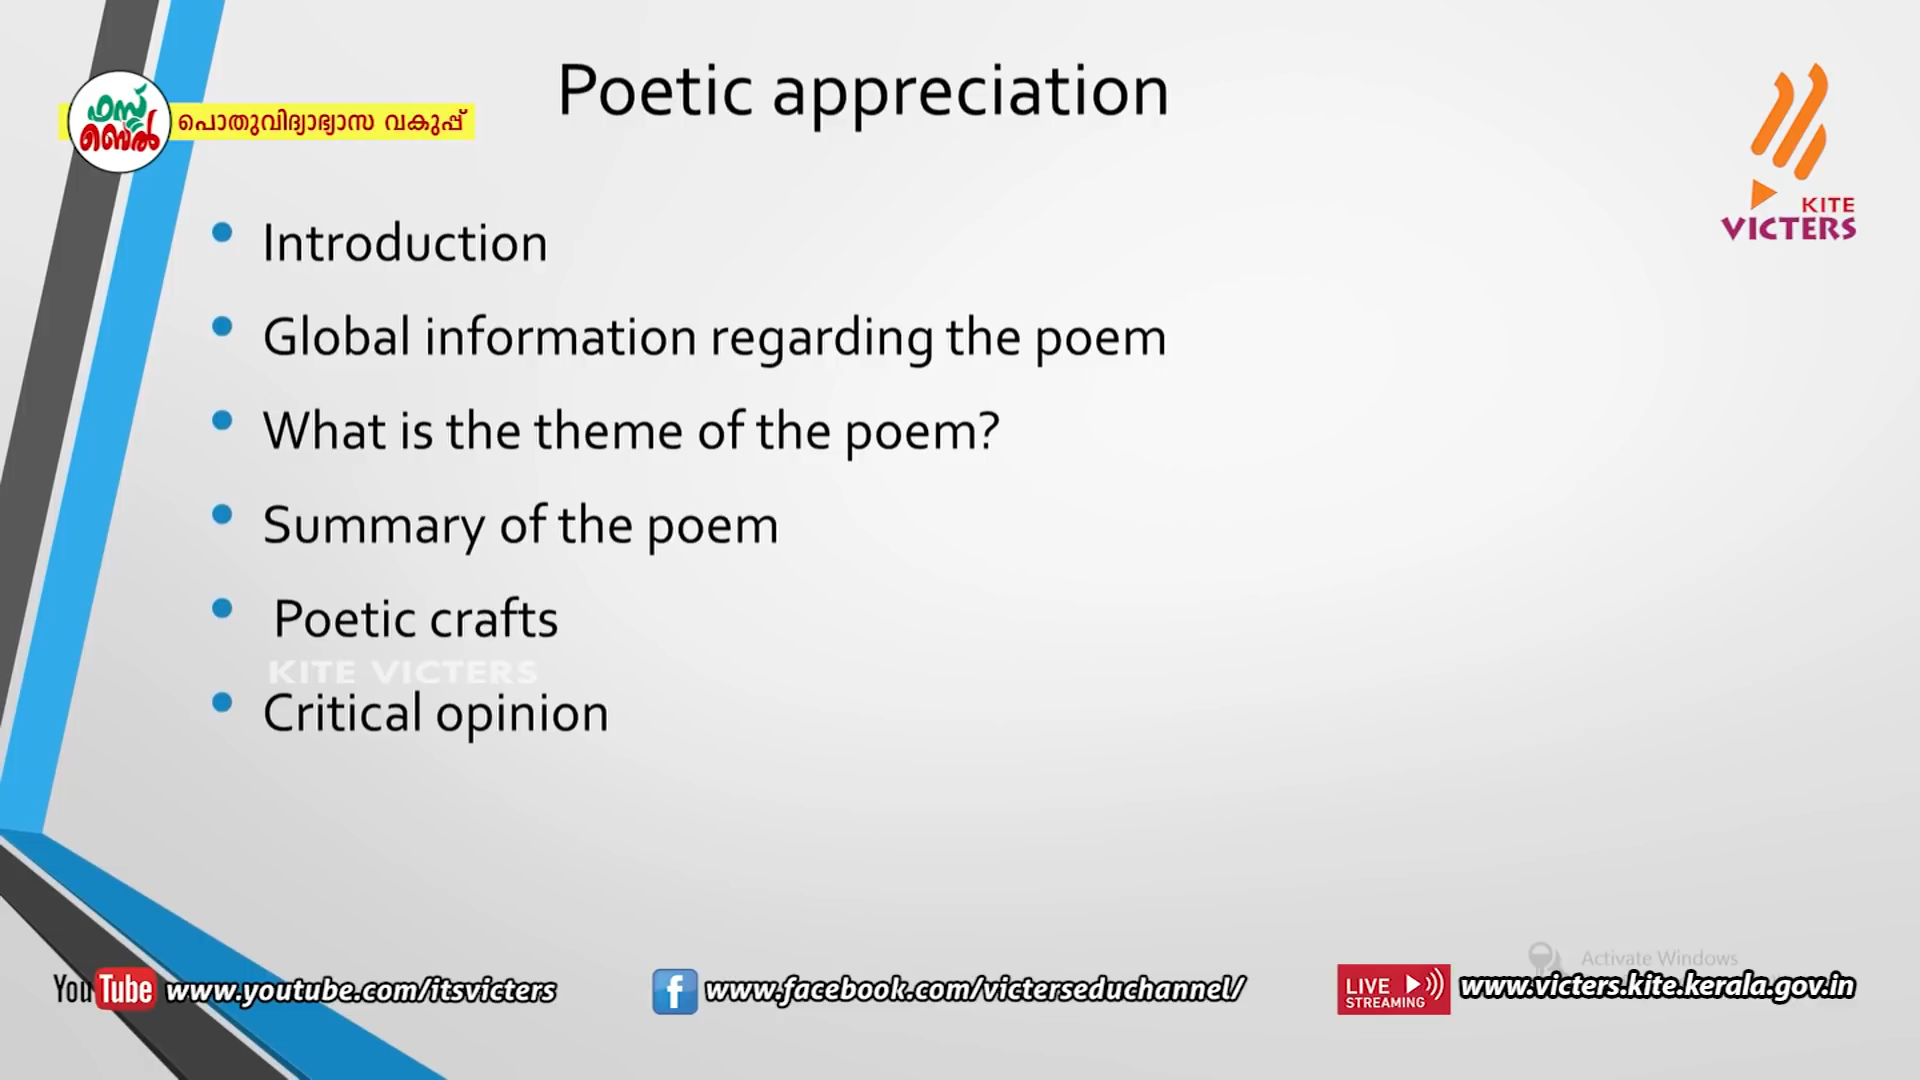 Poetic appreciation
ഫസ്റ്റ്
ബെൽ
പൊതുവിദ്യാഭ്യാസ വകുപ്പ്
KITE
VICTERS
Introduction
Global information regarding the poem
What is the theme of the poem?
Summary of the poem
Poetic crafts
KITE VICTERS
Critical opinion
Activate Windows
YouTube www.youtube.com/itsvicters
f www.facebook.com/victerseduchannel/
LIVE
STREAMING
www.victers.kite.kerala.gov.in